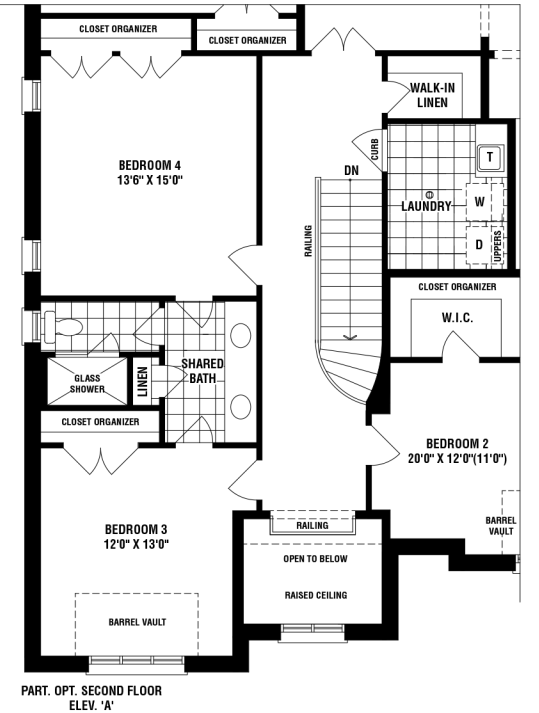 CLOSET ORGANIZER
CLOSET ORGANIZER
WALK-IN
LINEN
BEDROOM 4
13'6" X 15'0"
DN
CURB
T
LAUNDRY
W
D
UPPERS
RAILING
CLOSET ORGANIZER
W.I.C.
SHARED
BATH
GLASS
SHOWER
LINEN
CLOSET ORGANIZER
BEDROOM 2
20'0" X 12'0"(11'0")
BEDROOM 3
12'0" X 13'0"
RAILING
BARREL
VAULT
OPEN TO BELOW
RAISED CEILING
BARREL VAULT
PART. OPT. SECOND FLOOR
ELEV. 'A'